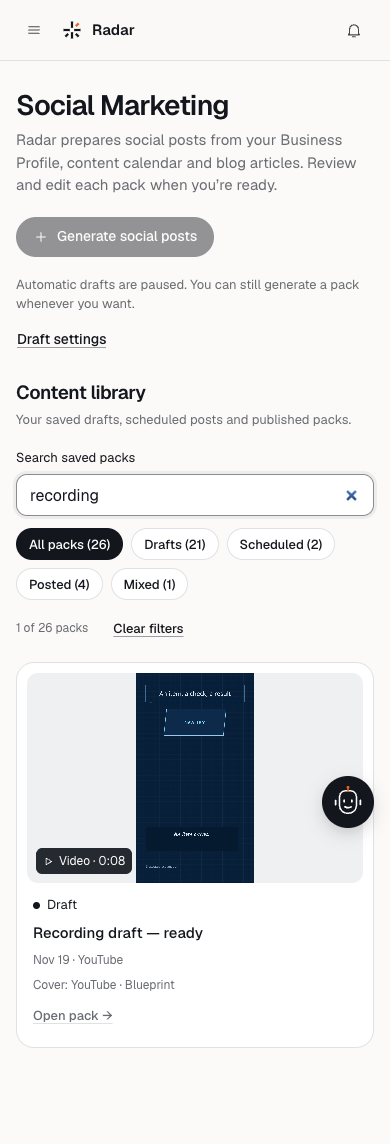 Radar
Social Marketing
Radar prepares social posts from your Business
Profile, content calendar and blog articles. Review
and edit each pack when you’re ready.
+ Generate social posts
Automatic drafts are paused. You can still generate a pack
whenever you want.
Draft settings
Content library
Your saved drafts, scheduled posts and published packs.
Search saved packs
recording
All packs (26)
Drafts (21)
Scheduled (2)
Posted (4)
Mixed (1)
1 of 26 packs
Clear filters
An item, a check, a result.
Video · 0:08
Draft
Recording draft — ready
Nov 19 · YouTube
Cover: YouTube · Blueprint
Open pack →